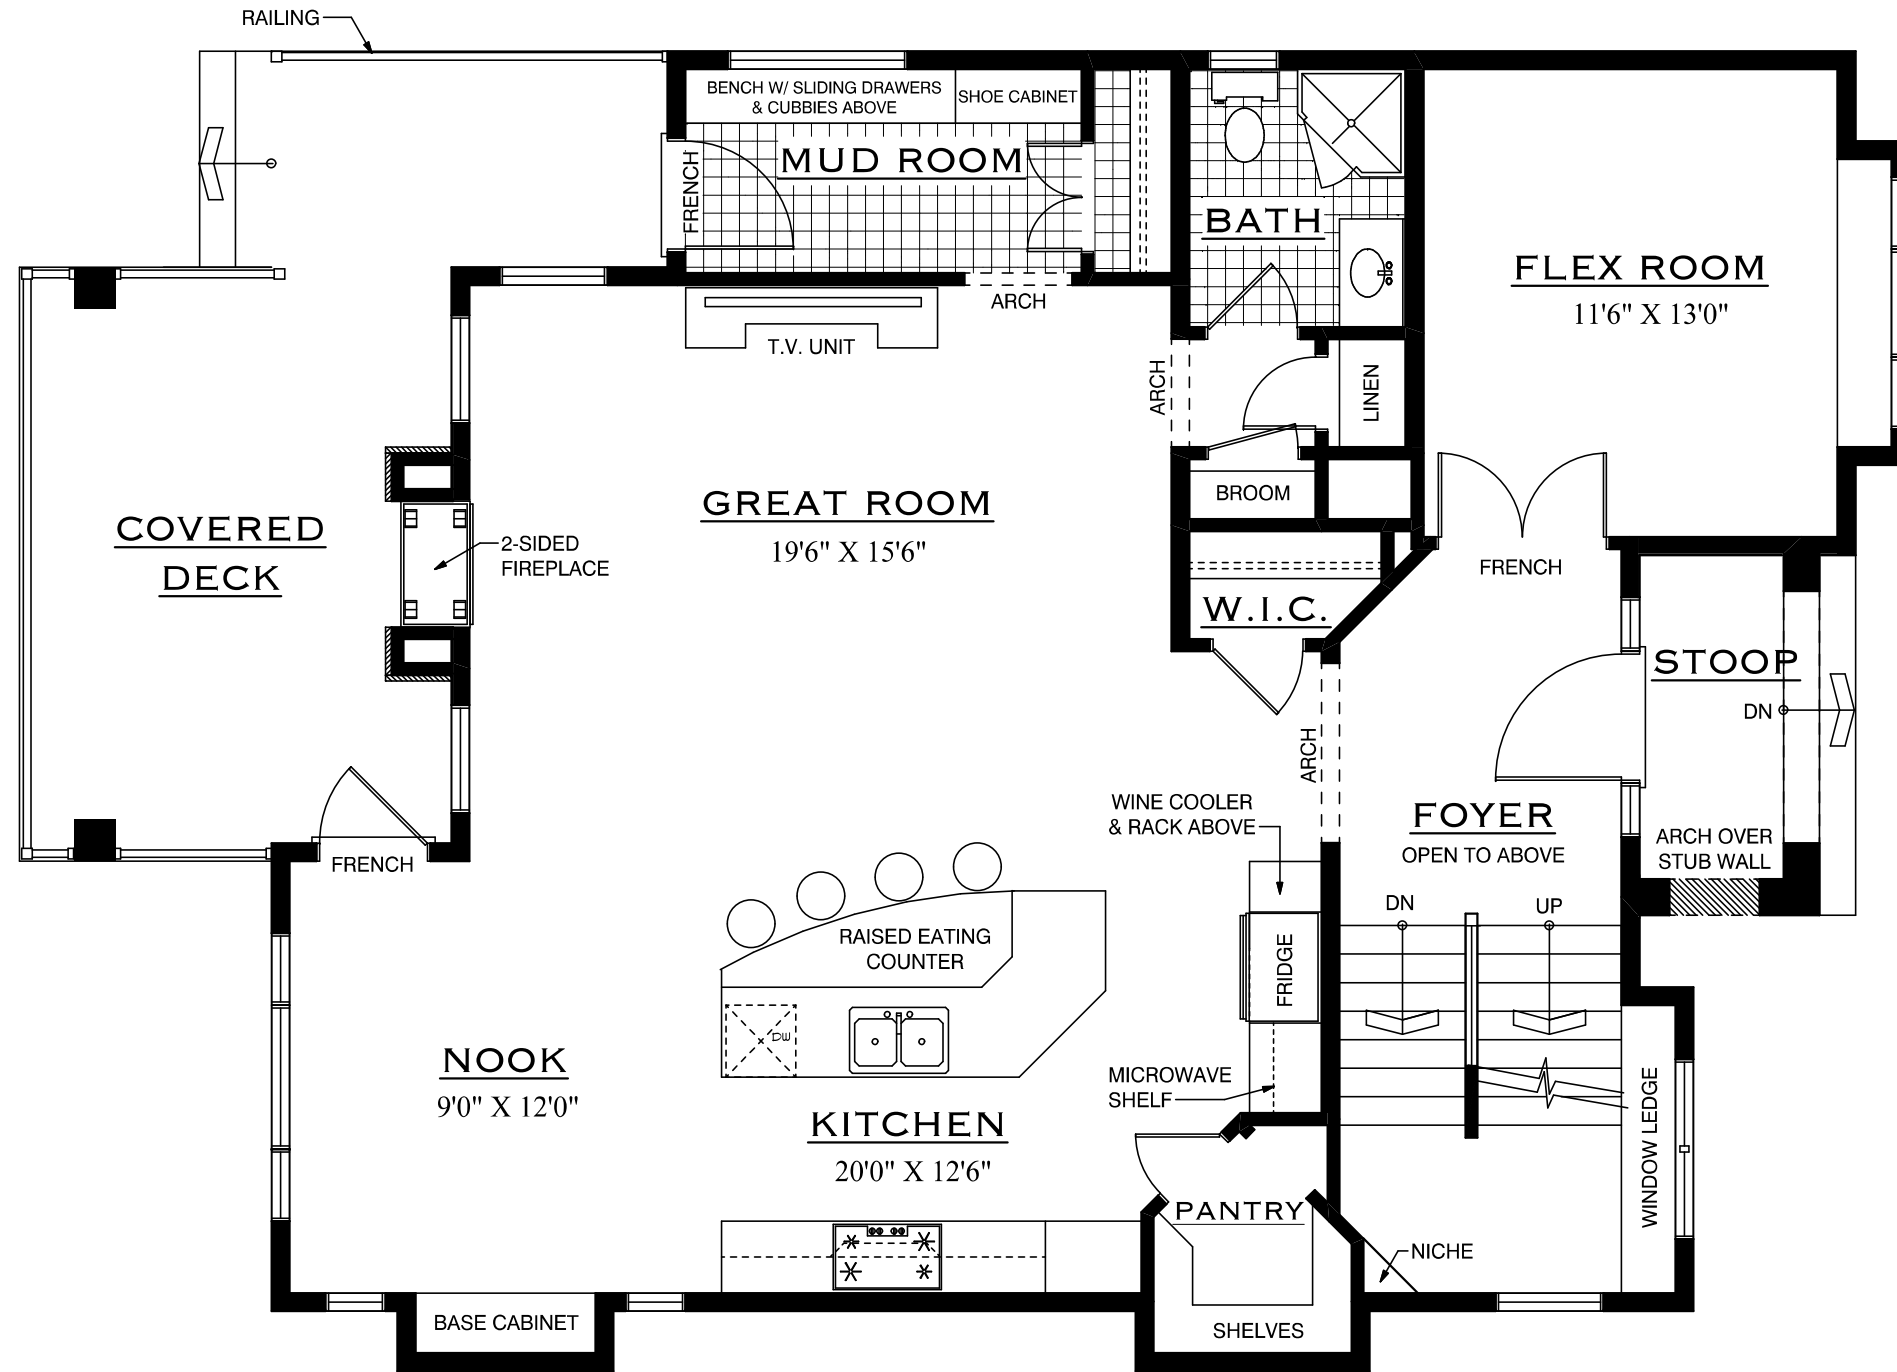 RAILING
BENCH W/ SLIDING DRAWERS
& CUBBIES ABOVE
SHOE CABINET
MUD ROOM
FRENCH
BATH
FLEX ROOM
11'6" X 13'0"
ARCH
T.V. UNIT
ARCH
LINEN
BROOM
GREAT ROOM
19'6" X 15'6"
COVERED
DECK
2-SIDED
FIREPLACE
FRENCH
W.I.C.
STOOP
DN
ARCH
WINE COOLER
& RACK ABOVE
FOYER
OPEN TO ABOVE
ARCH OVER
STUB WALL
FRENCH
DN
UP
RAISED EATING
COUNTER
FRIDGE
DW
NOOK
9'0" X 12'0"
MICROWAVE
SHELF
KITCHEN
20'0" X 12'6"
WINDOW LEDGE
PANTRY
NICHE
BASE CABINET
SHELVES